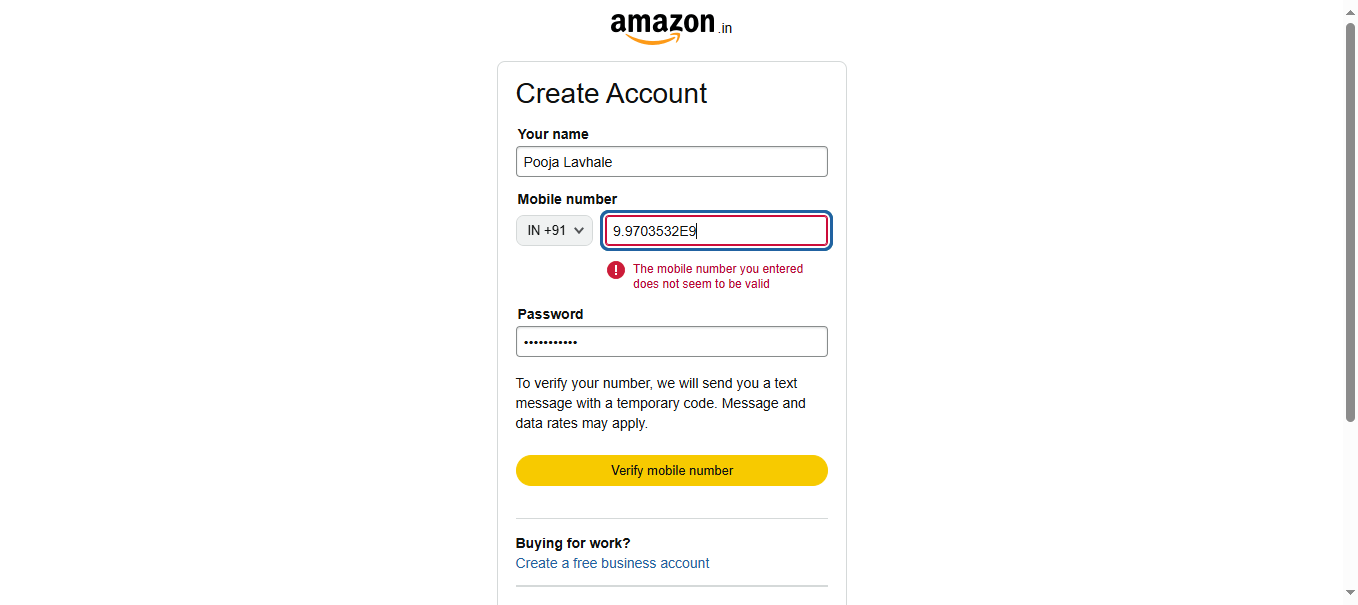 amazon.in
Create Account
Your name
Pooja Lavhale
Mobile number
IN +91 9.9703532E9
! The mobile number you entered
does not seem to be valid
Password
•••••••••••
To verify your number, we will send you a text
message with a temporary code. Message and
data rates may apply.
Verify mobile number
Buying for work?
Create a free business account